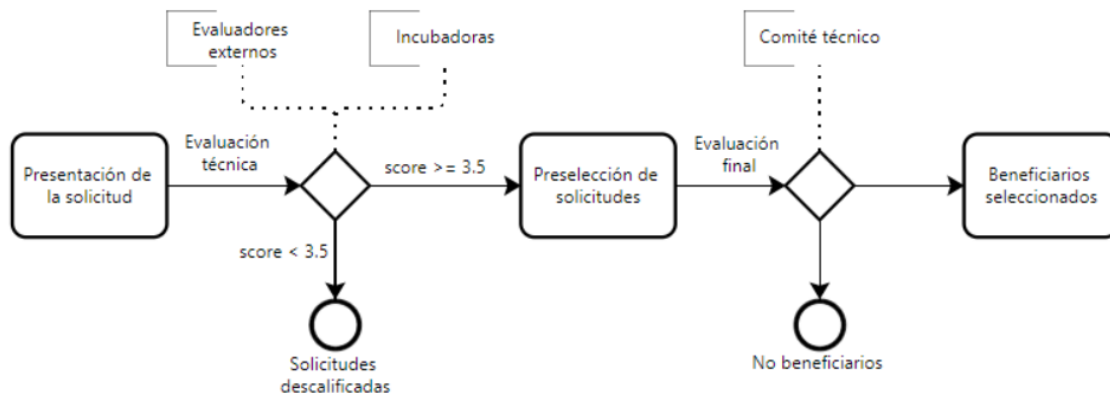 Evaluadores
externos
Incubadoras
Comité técnico
Presentación de
la solicitud
Evaluación
técnica
score >= 3.5
score < 3.5
Solicitudes
descalificadas
Preselección de
solicitudes
Evaluación
final
No beneficiarios
Beneficiarios
seleccionados